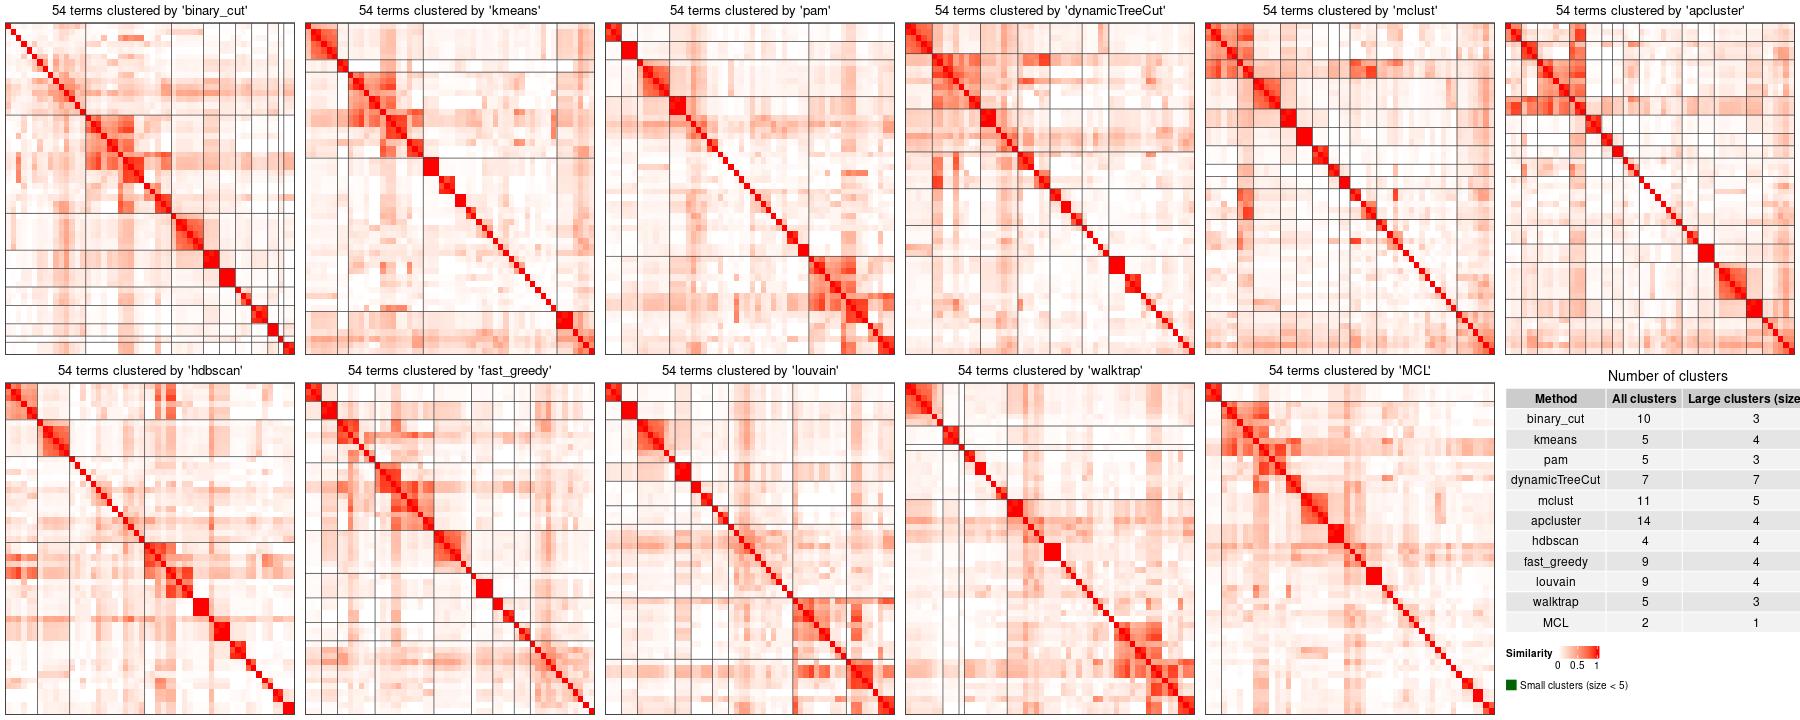 54 terms clustered by 'binary_cut'
54 terms clustered by 'kmeans'
54 terms clustered by 'pam'
54 terms clustered by 'dynamicTreeCut'
54 terms clustered by 'mclust'
54 terms clustered by 'apcluster'
54 terms clustered by 'hdbscan'
54 terms clustered by 'fast_greedy'
54 terms clustered by 'louvain'
54 terms clustered by 'walktrap'
54 terms clustered by 'MCL'
Number of clusters
Method All clusters Large clusters (size
binary_cut 10 3
kmeans 5 4
pam 5 3
dynamicTreeCut 7 7
mclust 11 5
apcluster 14 4
hdbscan 4 4
fast_greedy 9 4
louvain 9 4
walktrap 5 3
MCL 2 1
Similarity
0 0.5 1
Small clusters (size < 5)